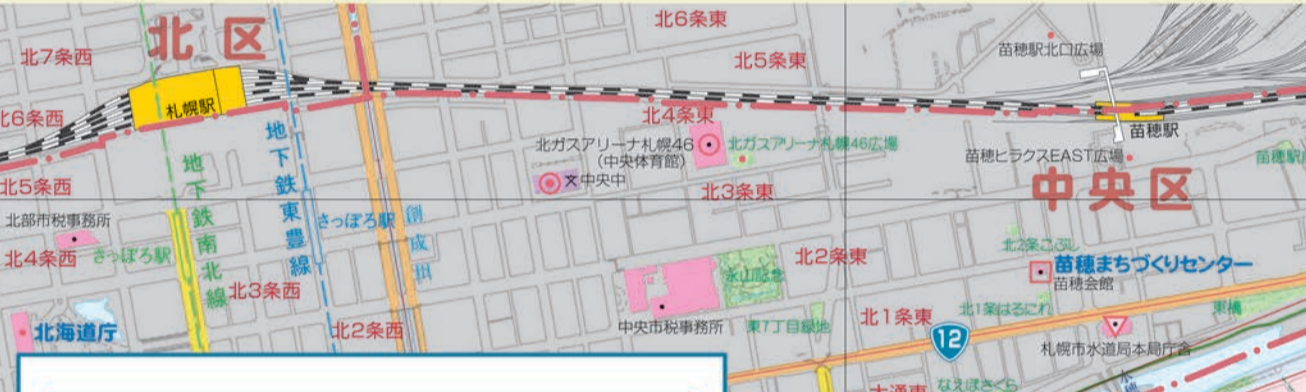 北6条東
北区
苗穂駅北口広場
北7条西
北5条東
札幌駅
北6条西
北4条東
苗穂駅
地下鉄東豊線
北ガスアリーナ札幌46
(中央体育館)
北ガスアリーナ札幌46広場
苗穂ヒラクスEAST広場
苗穂駅
地下鉄南北線
文中央中
北5条西
北3条東
中央区
北部市税事務所
さっぽろ駅
創成川
さっぽろ駅
北4条西
北2条東
北2条こぶし
永山記念
苗穂まちづくりセンター
苗穂会館
北3条西
北1条はるにれ
東橋
北海道庁
北2条西
中央市税事務所
東7丁目緑地
北1条東
12
札幌市水道局本局庁舎
大通東
なえぼさくら